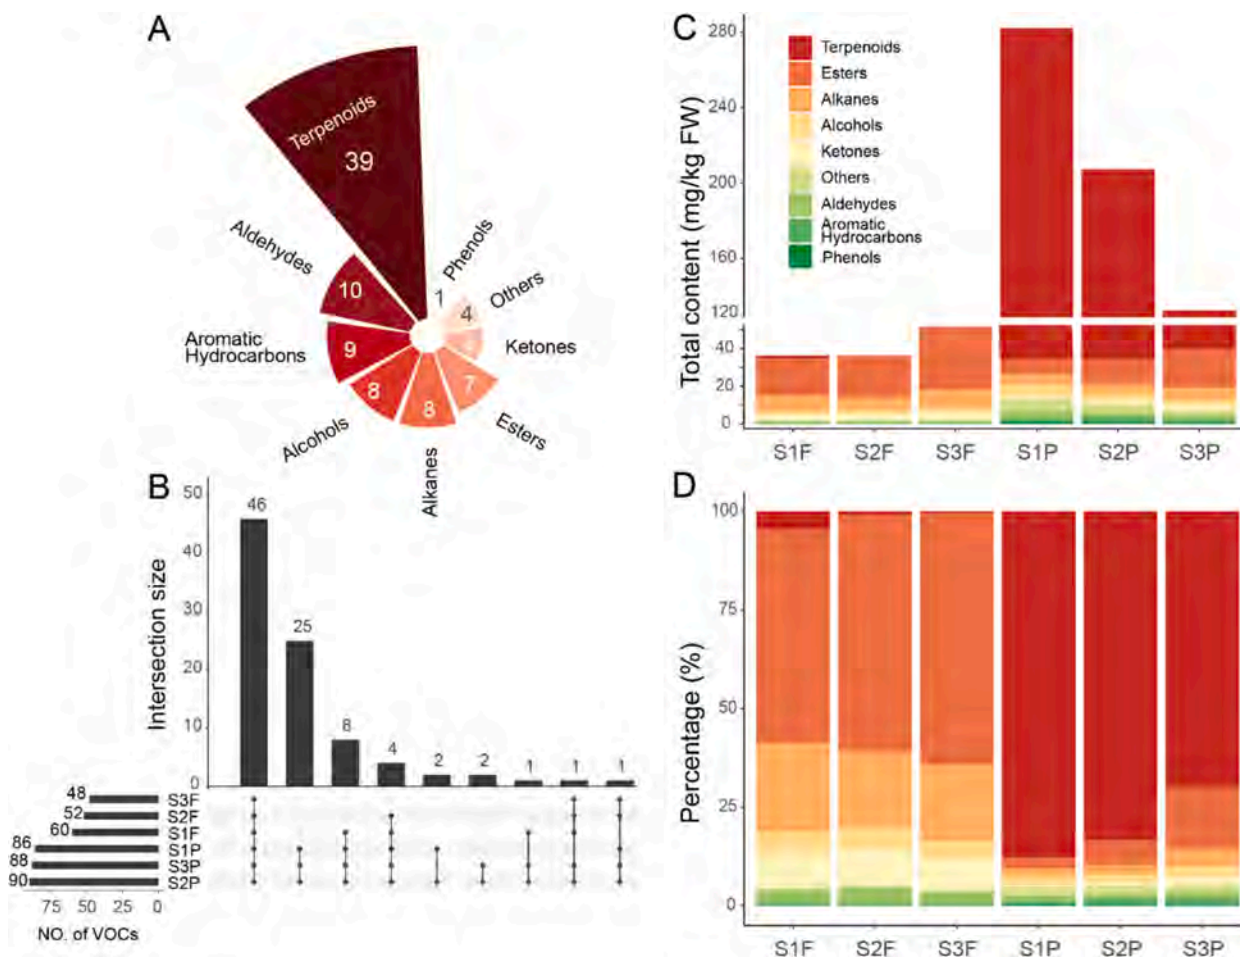 A
Terpenoids
39
Aldehydes
10
Aromatic
Hydrocarbons
9
Alcohols
8
Alkanes
8
Esters
7
Ketones
Others
4
Phenols
1
B
Intersection size
50
40
30
20
10
0
46
25
8
4
2
2
1
1
1
48
S3F
52
S2F
60
S1F
86
S1P
88
S3P
90
S2P
75
50
25
0
NO. of VOCs
C
Total content (mg/kg FW)
280
240
200
160
120
40
20
0
Terpenoids
Esters
Alkanes
Alcohols
Ketones
Others
Aldehydes
Aromatic
Hydrocarbons
Phenols
S1F
S2F
S3F
S1P
S2P
S3P
D
Percentage (%)
100
75
50
25
0
S1F
S2F
S3F
S1P
S2P
S3P